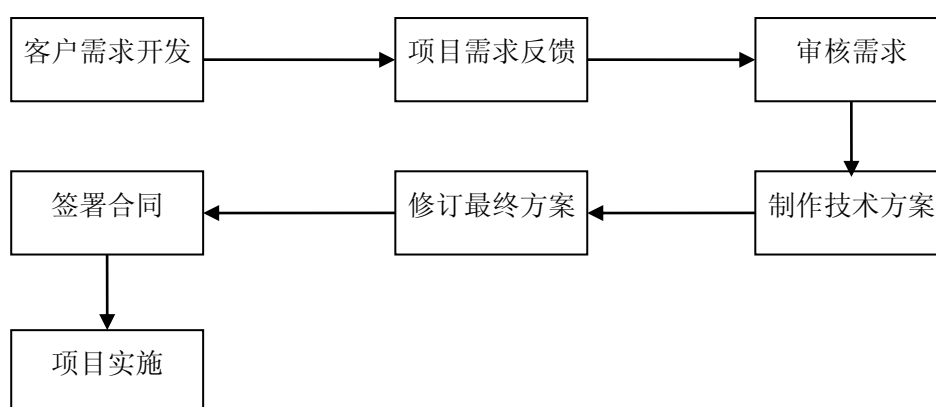 客户需求开发
项目需求反馈
审核需求
制作技术方案
修订最终方案
签署合同
项目实施